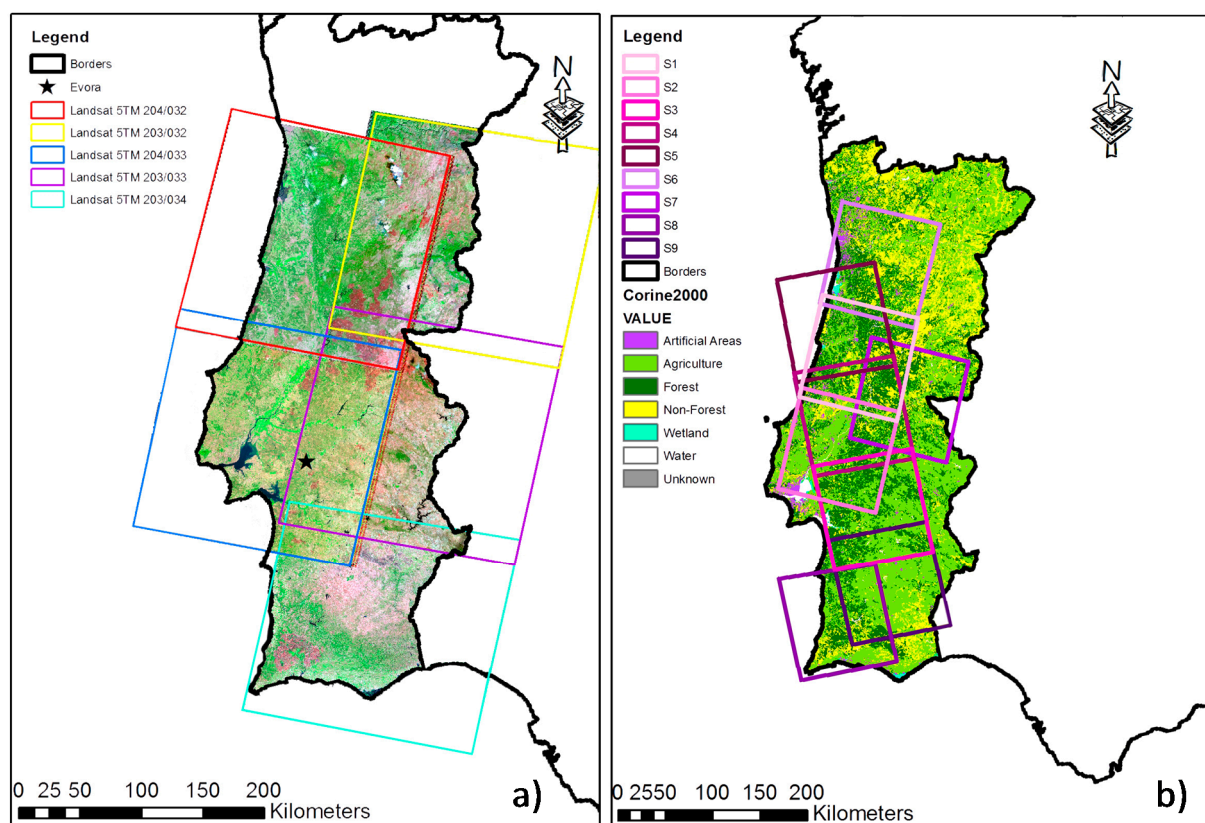 Legend
Borders
Evora
Landsat 5TM 204/032
Landsat 5TM 203/032
Landsat 5TM 204/033
Landsat 5TM 203/033
Landsat 5TM 203/034
N
0 25 50 100 150 200
Kilometers
a)
Legend
S1
S2
S3
S4
S5
S6
S7
S8
S9
Borders
Corine2000
VALUE
Artificial Areas
Agriculture
Forest
Non-Forest
Wetland
Water
Unknown
N
0 2550 100 150 200
Kilometers
b)